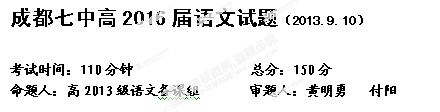 成都七中高2016届语文试题（2013.9.10）
考试时间：110分钟 总分：150分
命题人：高2013级语文备课组 审题人：黄明勇 付阳